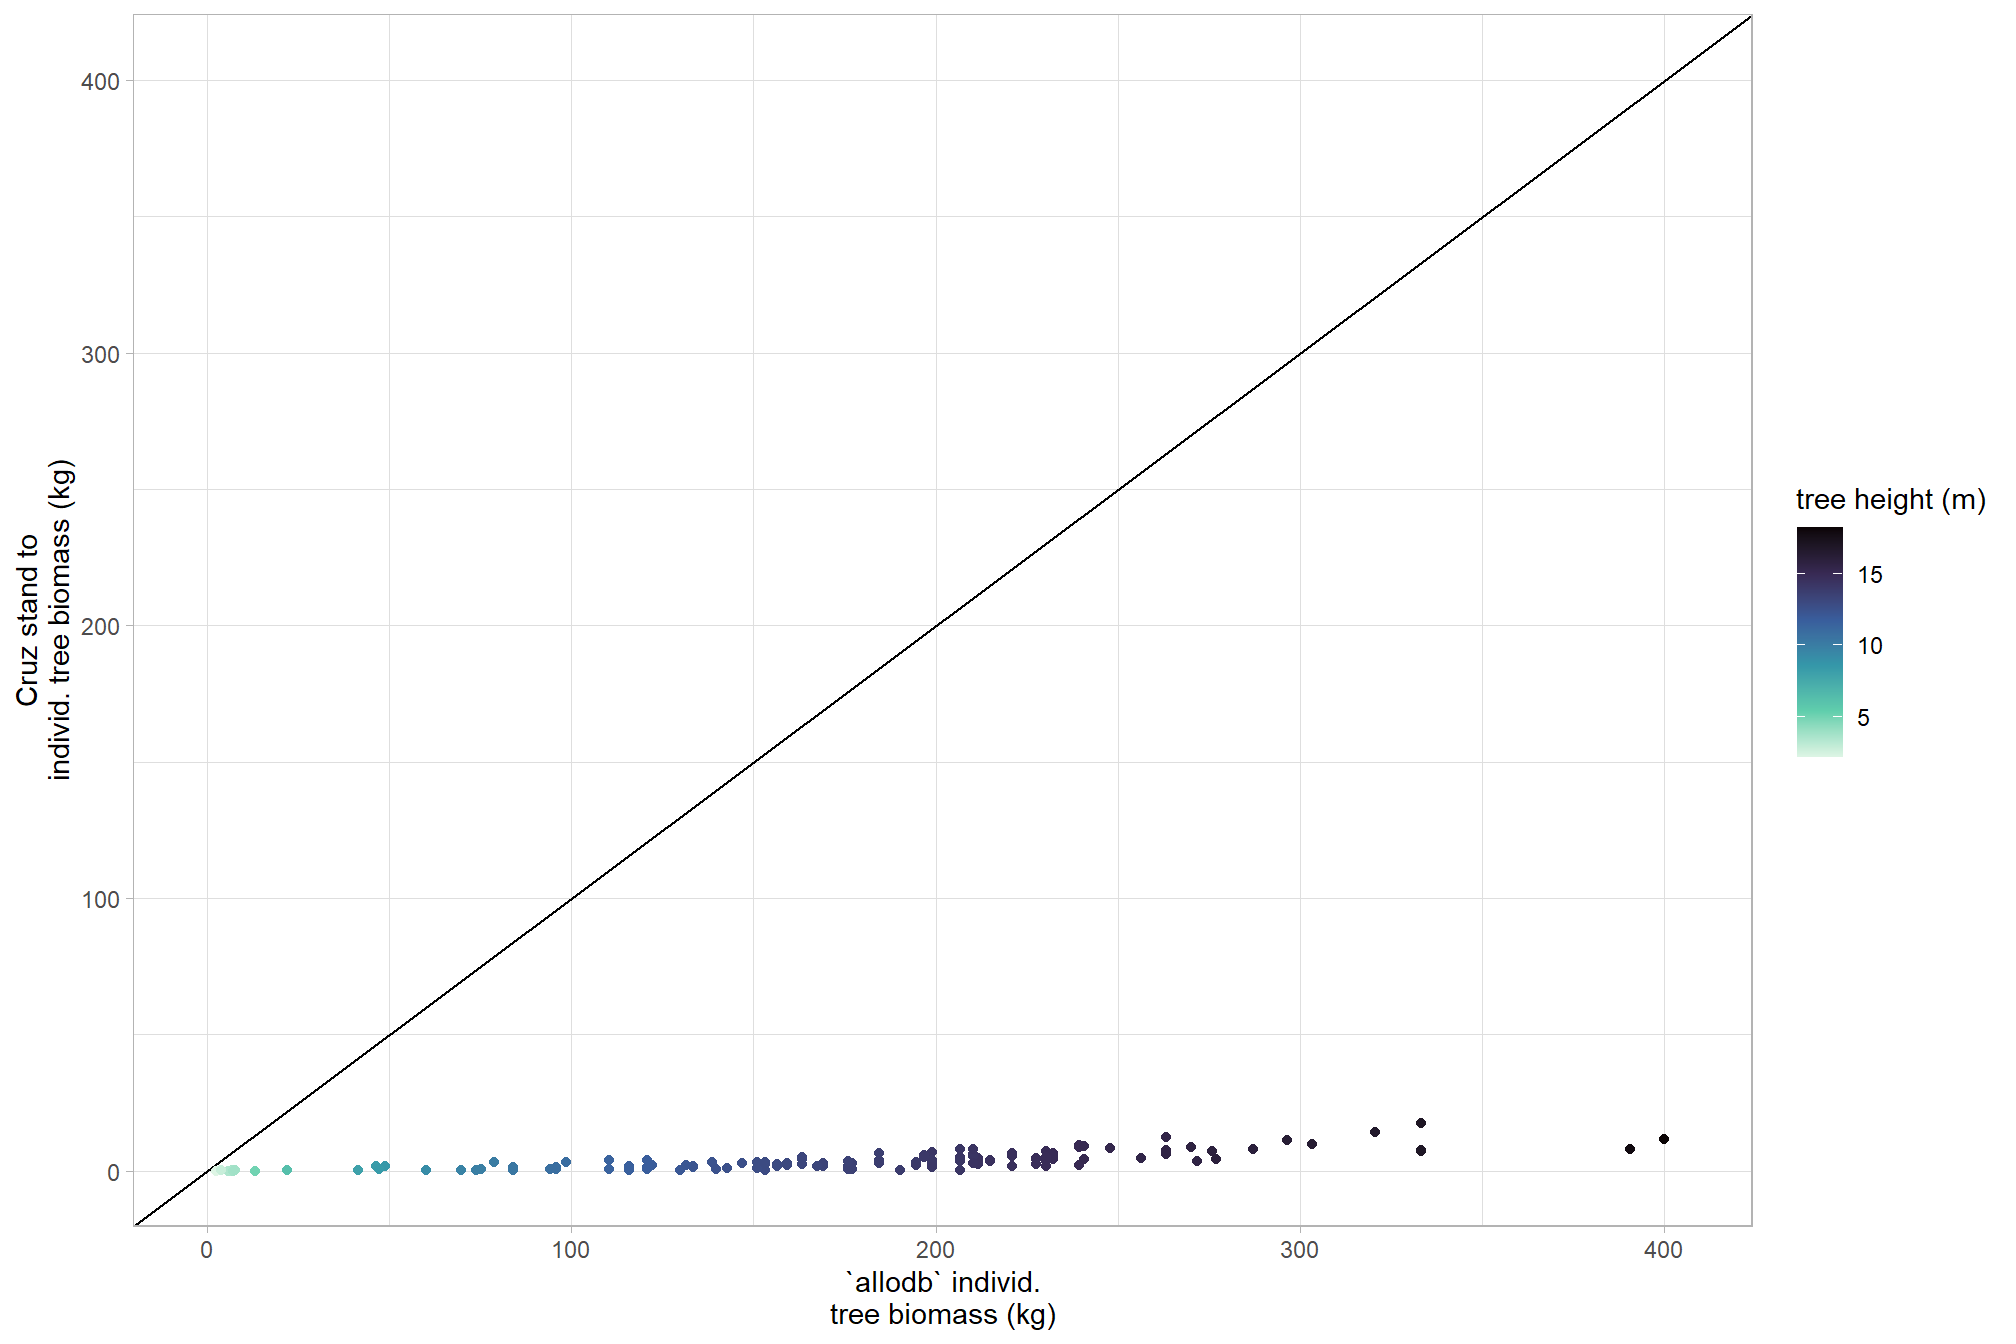 400
300
200
100
0
Cruz stand to
individ. tree biomass (kg)
0
100
200
300
400
`allodb` individ.
tree biomass (kg)
tree height (m)
15
10
5